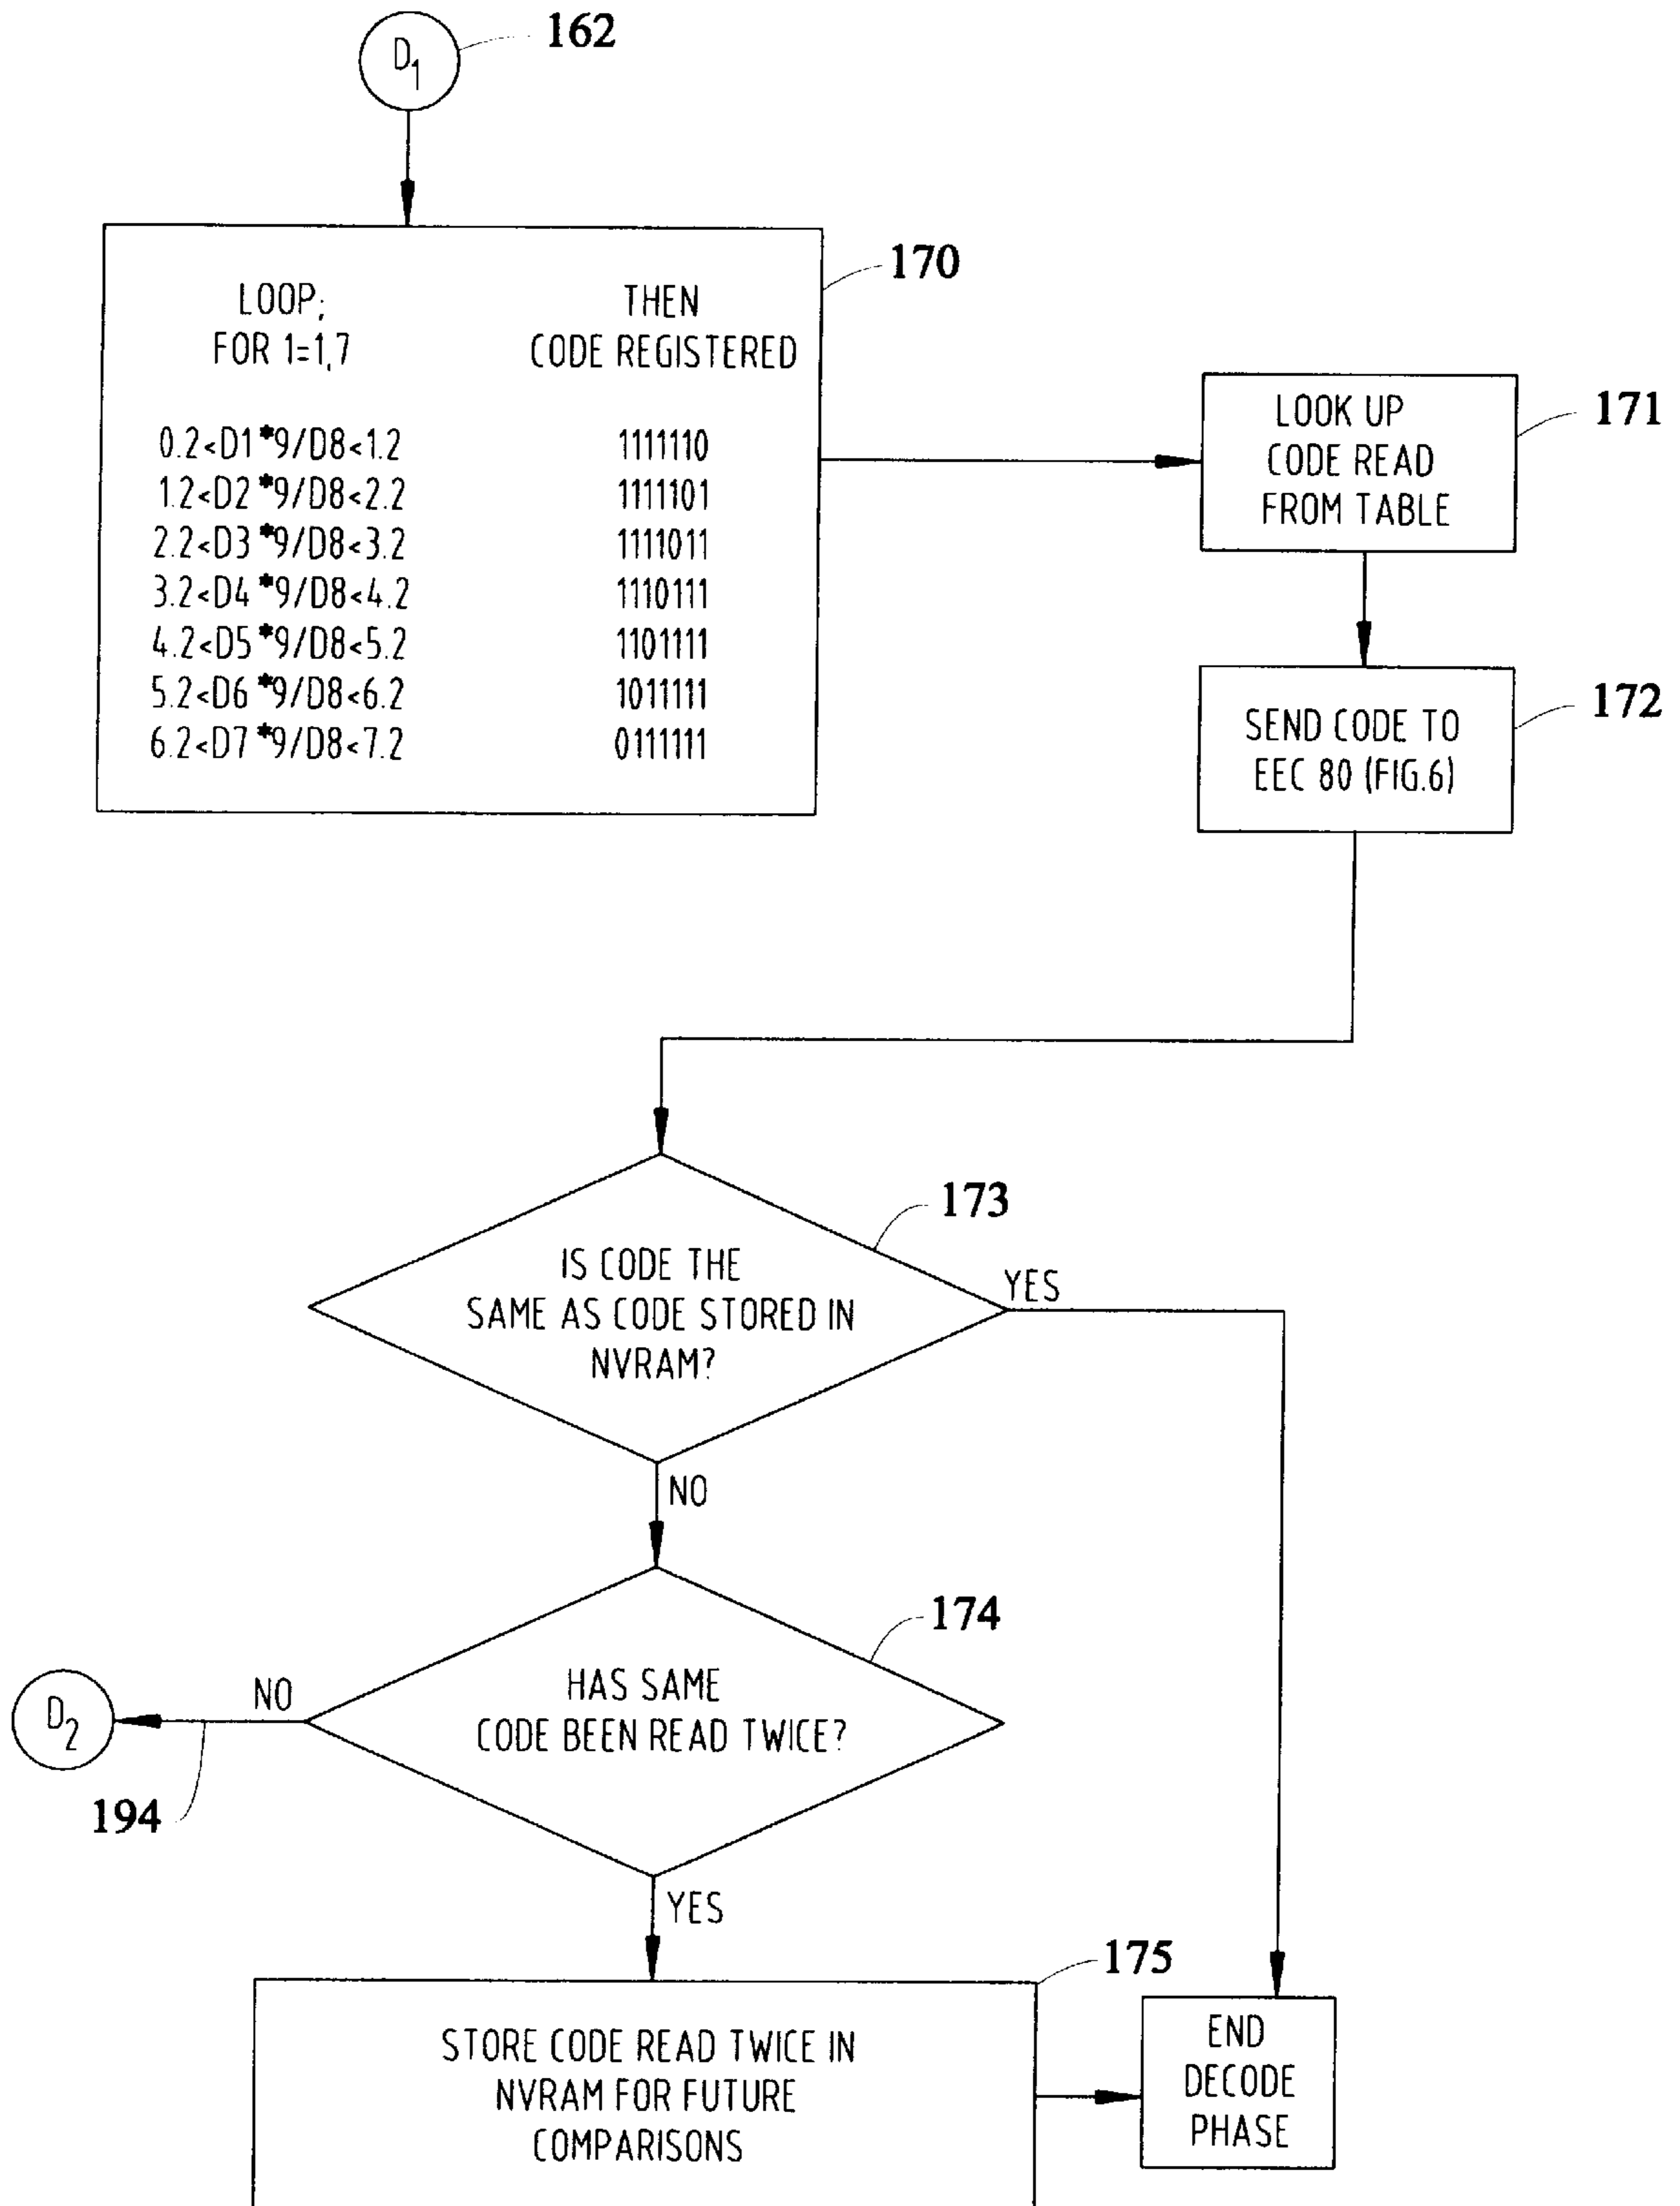 D1
162
170
LOOP;
FOR 1=1,7
THEN
CODE REGISTERED
0.2<D1*9/D8<1.2 1111110
1.2<D2*9/D8<2.2 1111101
2.2<D3*9/D8<3.2 1111011
3.2<D4*9/D8<4.2 1110111
4.2<D5*9/D8<5.2 1101111
5.2<D6*9/D8<6.2 1011111
6.2<D7*9/D8<7.2 0111111
171
LOOK UP
CODE READ
FROM TABLE
172
SEND CODE TO
EEC 80 (FIG.6)
173
IS CODE THE
SAME AS CODE STORED IN
NVRAM?
YES
NO
174
HAS SAME
CODE BEEN READ TWICE?
NO
D2
194
YES
175
STORE CODE READ TWICE IN
NVRAM FOR FUTURE
COMPARISONS
END
DECODE
PHASE